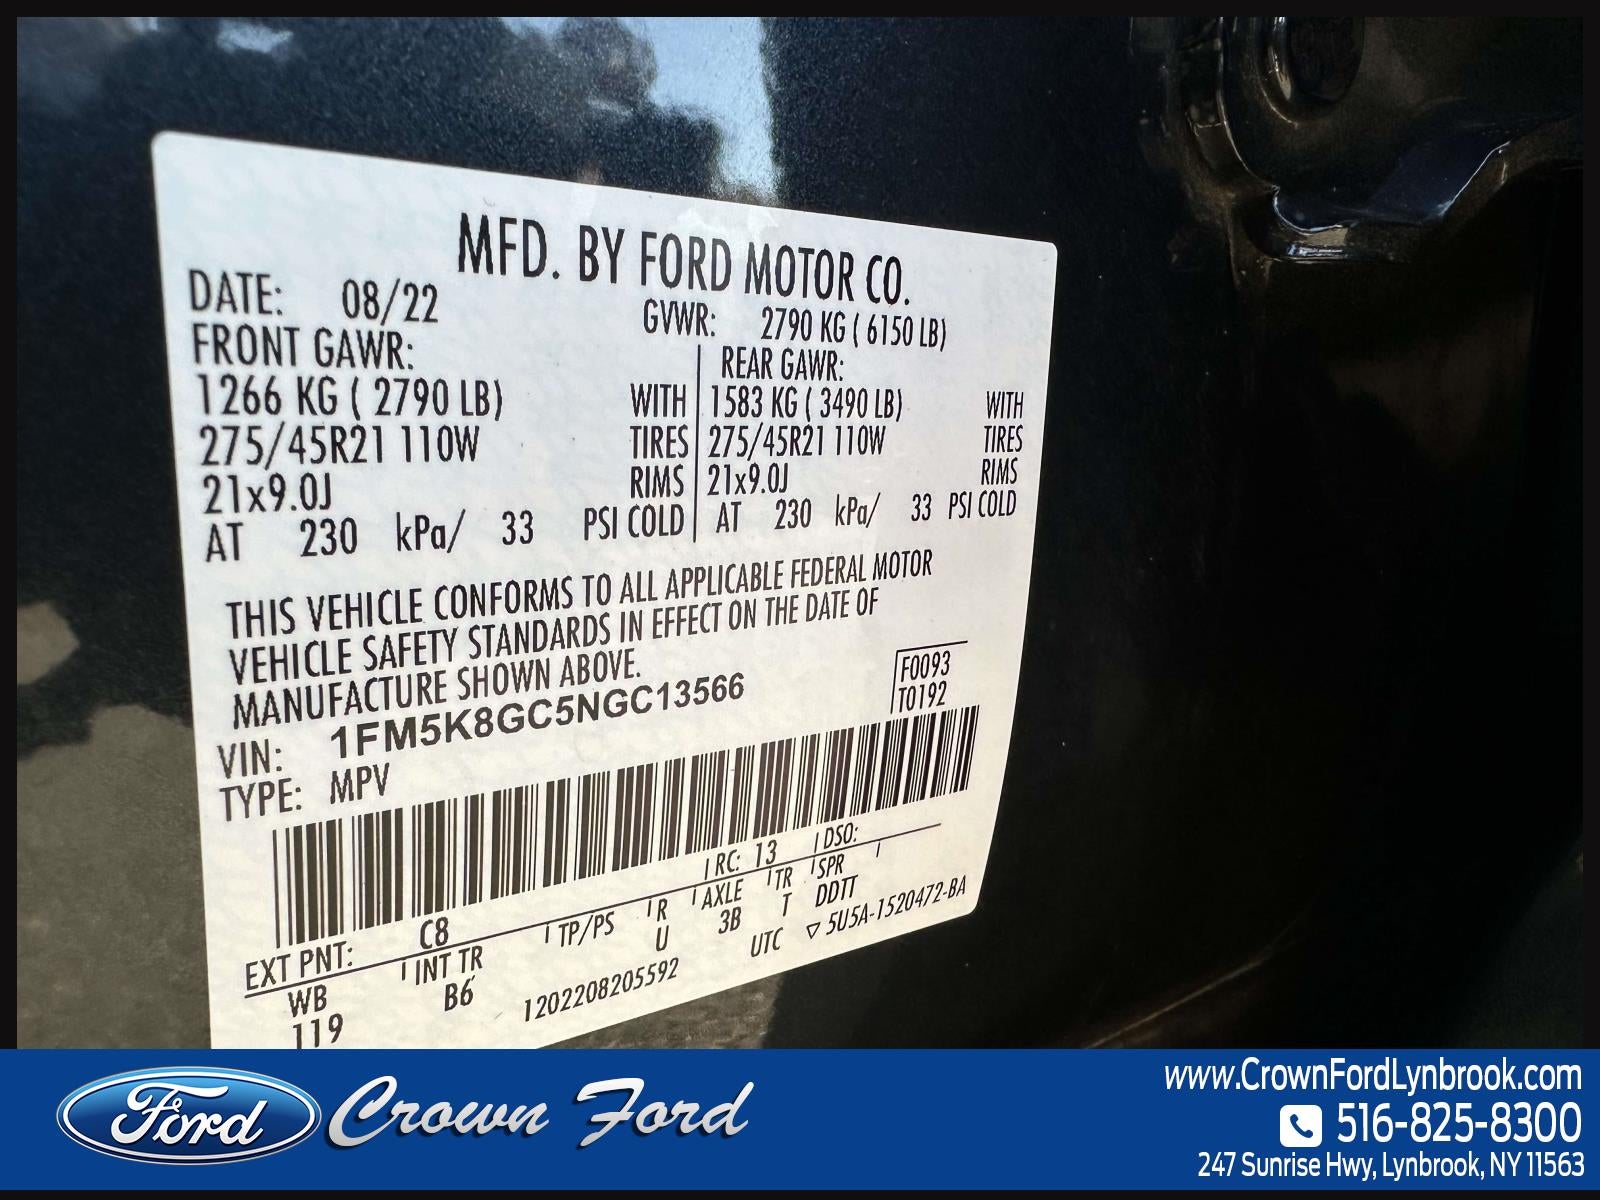 MFD. BY FORD MOTOR CO.
DATE: 08/22 GVWR: 2790 KG ( 6150 LB)
FRONT GAWR: REAR GAWR:
1266 KG ( 2790 LB) WITH 1583 KG ( 3490 LB) WITH
275/45R21 110W TIRES 275/45R21 110W TIRES
21x9.0J RIMS 21x9.0J RIMS
AT 230 kPa/ 33 PSI COLD AT 230 kPa/ 33 PSI COLD
THIS VEHICLE CONFORMS TO ALL APPLICABLE FEDERAL MOTOR
VEHICLE SAFETY STANDARDS IN EFFECT ON THE DATE OF
MANUFACTURE SHOWN ABOVE.
F0093
T0192
VIN: 1FM5K8GC5NGC13566
TYPE: MPV
EXT PNT: C8 RC: 13 DSO:
WB INT TR TP/PS R AXLE TR SPR
119 B6 U 3B T DDTT
1202208205592 UTC ▽ 5U5A-1520472-BA
Ford Crown Ford
www.CrownFordLynbrook.com
516-825-8300
247 Sunrise Hwy, Lynbrook, NY 11563